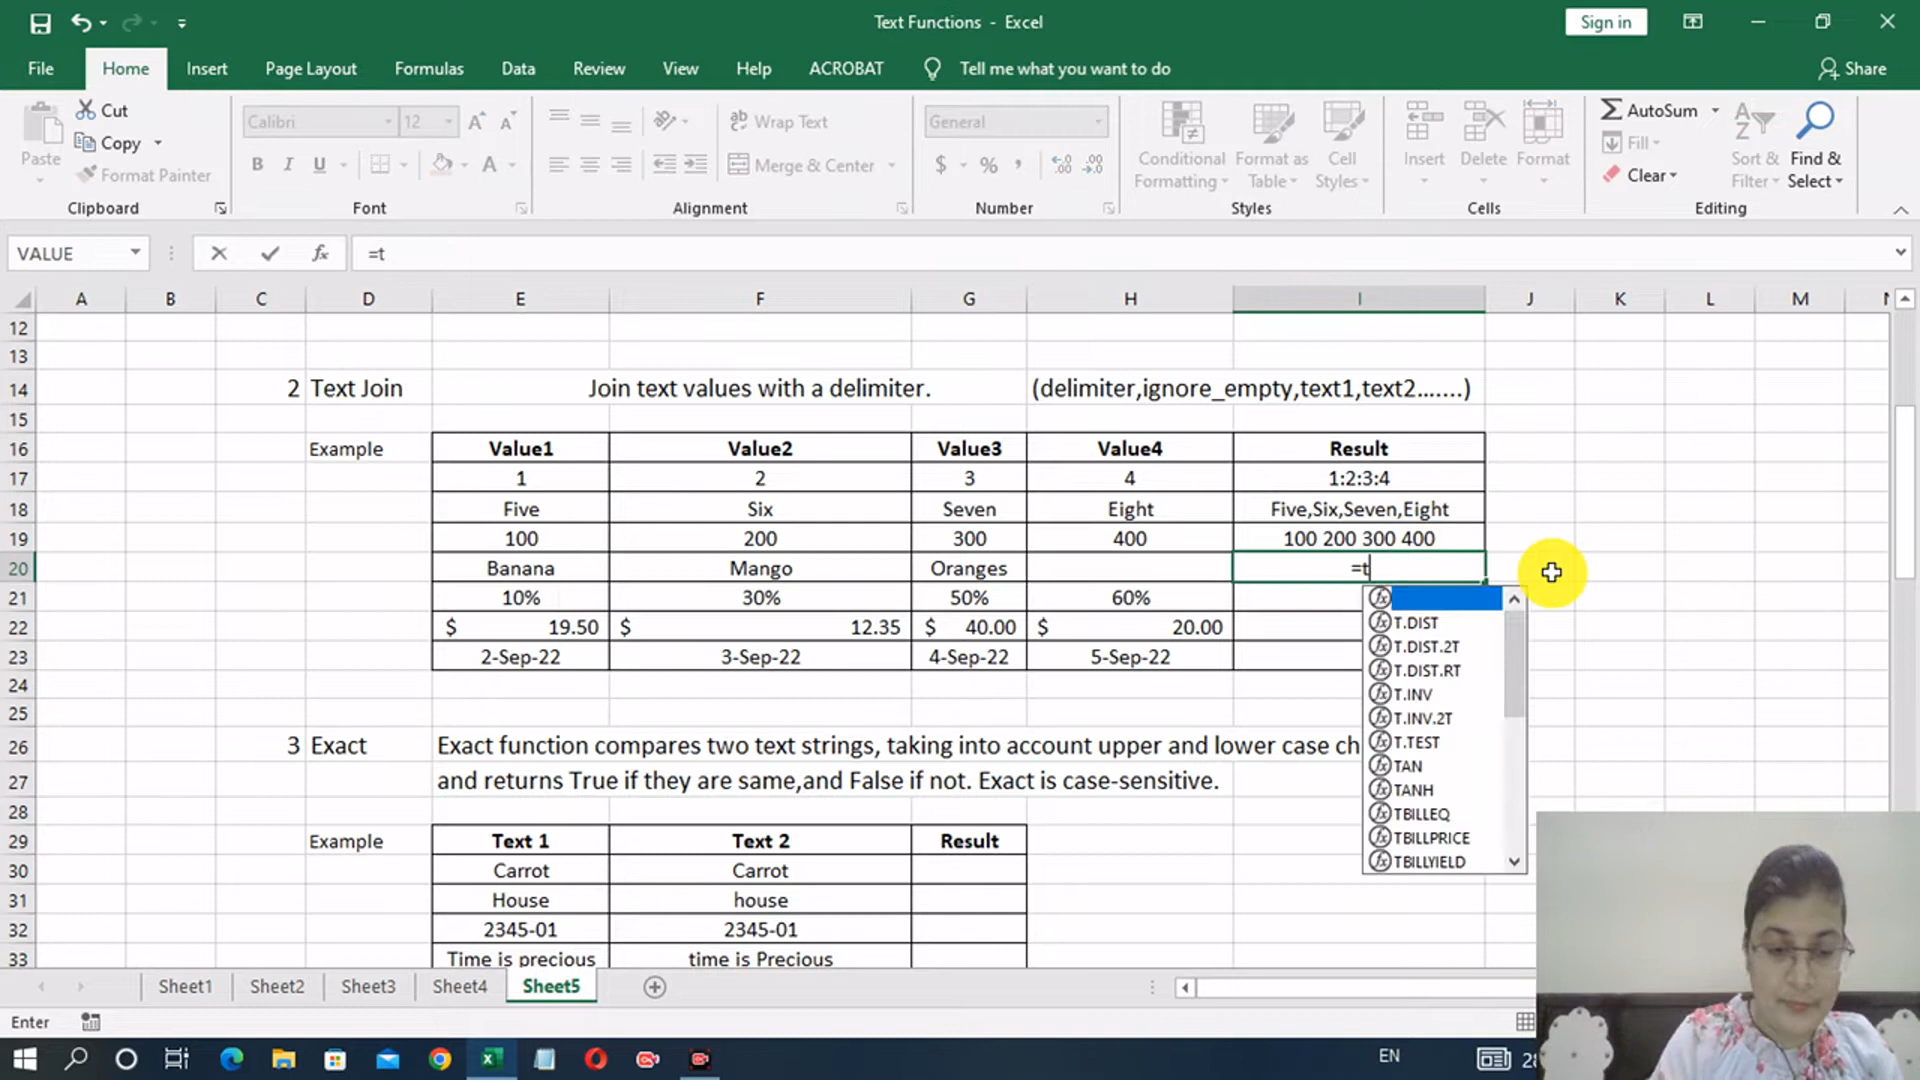 Text Functions - Excel
Sign in
File Home Insert Page Layout Formulas Data Review View Help ACROBAT Tell me what you want to do Share
Paste Cut Copy Format Painter
Calibri 12
B I U A
Wrap Text
Merge & Center
General
$ % ,
Conditional Formatting Format as Table Cell Styles
Insert Delete Format
AutoSum Fill Clear
Sort & Filter Find & Select
Clipboard Font Alignment Number Styles Cells Editing
VALUE fx =t
A B C D E F G H I J K L M
12
13
14 2 Text Join Join text values with a delimiter. (delimiter,ignore_empty,text1,text2…....)
15
16 Example Value1 Value2 Value3 Value4 Result
17 1 2 3 4 1:2:3:4
18 Five Six Seven Eight Five,Six,Seven,Eight
19 100 200 300 400 100 200 300 400
20 Banana Mango Oranges =t
21 10% 30% 50% 60%
22 $ 19.50 $ 12.35 $ 40.00 $ 20.00
23 2-Sep-22 3-Sep-22 4-Sep-22 5-Sep-22
24
25
T.DIST
T.DIST.2T
T.DIST.RT
T.INV
T.INV.2T
T.TEST
TAN
TANH
TBILLEQ
TBILLPRICE
TBILLYIELD
26 3 Exact Exact function compares two text strings, taking into account upper and lower case ch
27 and returns True if they are same,and False if not. Exact is case-sensitive.
28
29 Example Text 1 Text 2 Result
30 Carrot Carrot
31 House house
32 2345-01 2345-01
33 Time is precious time is Precious
Sheet1 Sheet2 Sheet3 Sheet4 Sheet5
Enter
EN